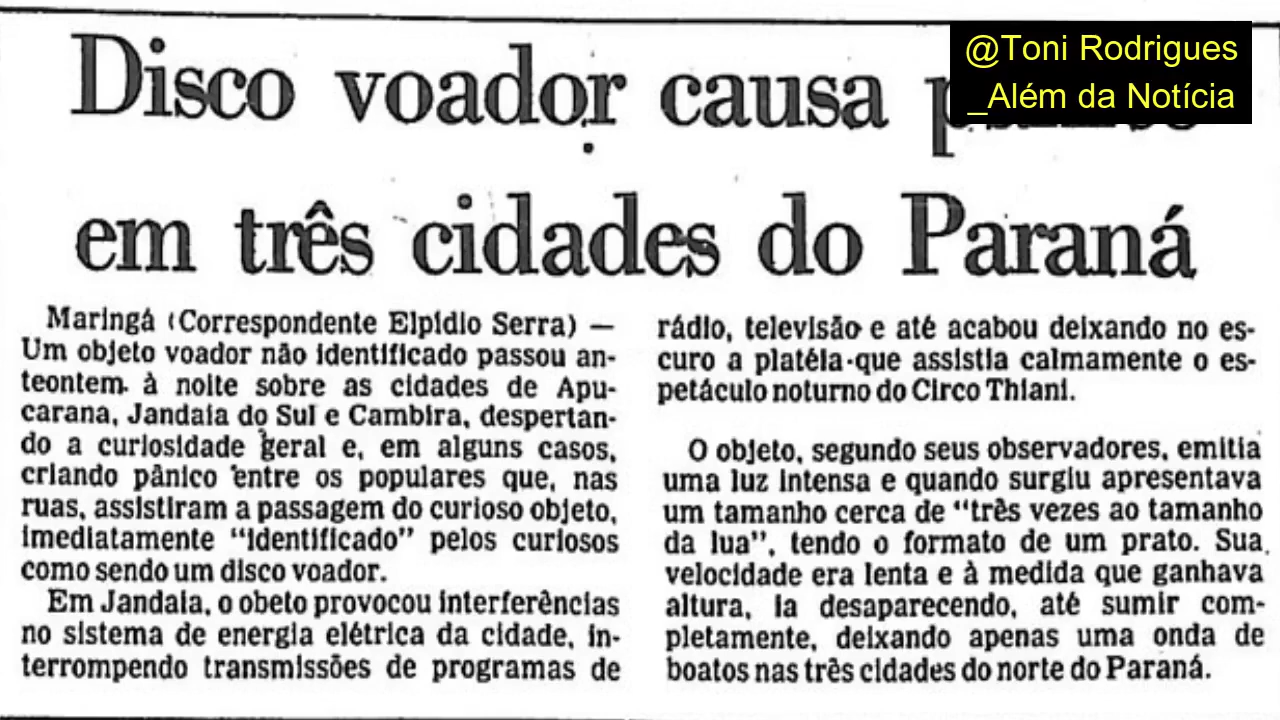 @Toni Rodrigues
_Além da Notícia
Disco voador causa
em três cidades do Paraná
Maringá (Correspondente Elpídio Serra) —
Um objeto voador não identificado passou an-
teontem à noite sobre as cidades de Apu-
carana, Jandaia do Sul e Cambira, despertan-
do a curiosidade geral e, em alguns casos,
criando pânico entre os populares que, nas
ruas, assistiram a passagem do curioso objeto,
imediatamente “identificado” pelos curiosos
como sendo um disco voador.
Em Jandaia, o obeto provocou interferências
no sistema de energia elétrica da cidade, in-
terrompendo transmissões de programas de
rádio, televisão e até acabou deixando no es-
curo a platéia que assistia calmamente o es-
petáculo noturno do Circo Thiani.
O objeto, segundo seus observadores, emitia
uma luz intensa e quando surgiu apresentava
um tamanho cerca de “três vezes ao tamanho
da lua”, tendo o formato de um prato. Sua
velocidade era lenta e à medida que ganhava
altura, ia desaparecendo, até sumir com-
pletamente, deixando apenas uma onda de
boatos nas três cidades do norte do Paraná.